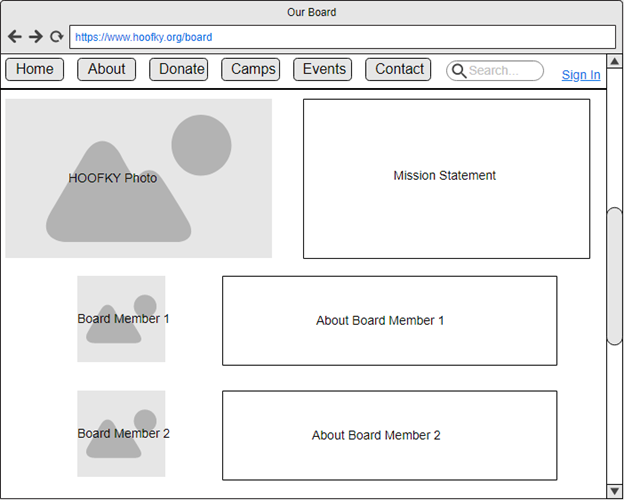 Our Board
https://www.hoofky.org/board
Home About Donate Camps Events Contact Search... Sign In
HOOFKY Photo
Mission Statement
Board Member 1
About Board Member 1
Board Member 2
About Board Member 2